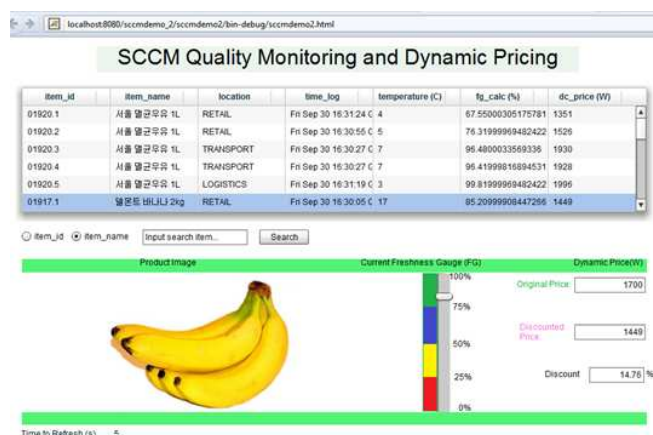 localhost:8080/sccmdemo_2/sccmdemo2/bin-debug/sccmdemo2.html
SCCM Quality Monitoring and Dynamic Pricing
item_id item_name location time_log temperature (C) fg_calc (%) dc_price (W)
01920.1 서울 멸균우유 1L RETAIL Fri Sep 30 16:31:24 G 4 67.55000305175781 1351
01920.2 서울 멸균우유 1L RETAIL Fri Sep 30 16:30:55 G 5 76.31999969482422 1526
01920.3 서울 멸균우유 1L TRANSPORT Fri Sep 30 16:30:27 G 7 96.4800033569336 1930
01920.4 서울 멸균우유 1L TRANSPORT Fri Sep 30 16:30:27 G 7 96.41999816894531 1928
01920.5 서울 멸균우유 1L LOGISTICS Fri Sep 30 16:31:19 G 3 99.81999969482422 1996
01917.1 델몬트 바나나 2kg RETAIL Fri Sep 30 16:30:05 G 17 85.20999908447266 1449
item_id item_name Input search item... Search
Product Image Current Freshness Gauge (FG) Dynamic Price(W)
100%
Original Price: 1700
75%
Discounted Price: 1449
50%
Discount 14.76 %
25%
0%
Time to Refresh (s) 5